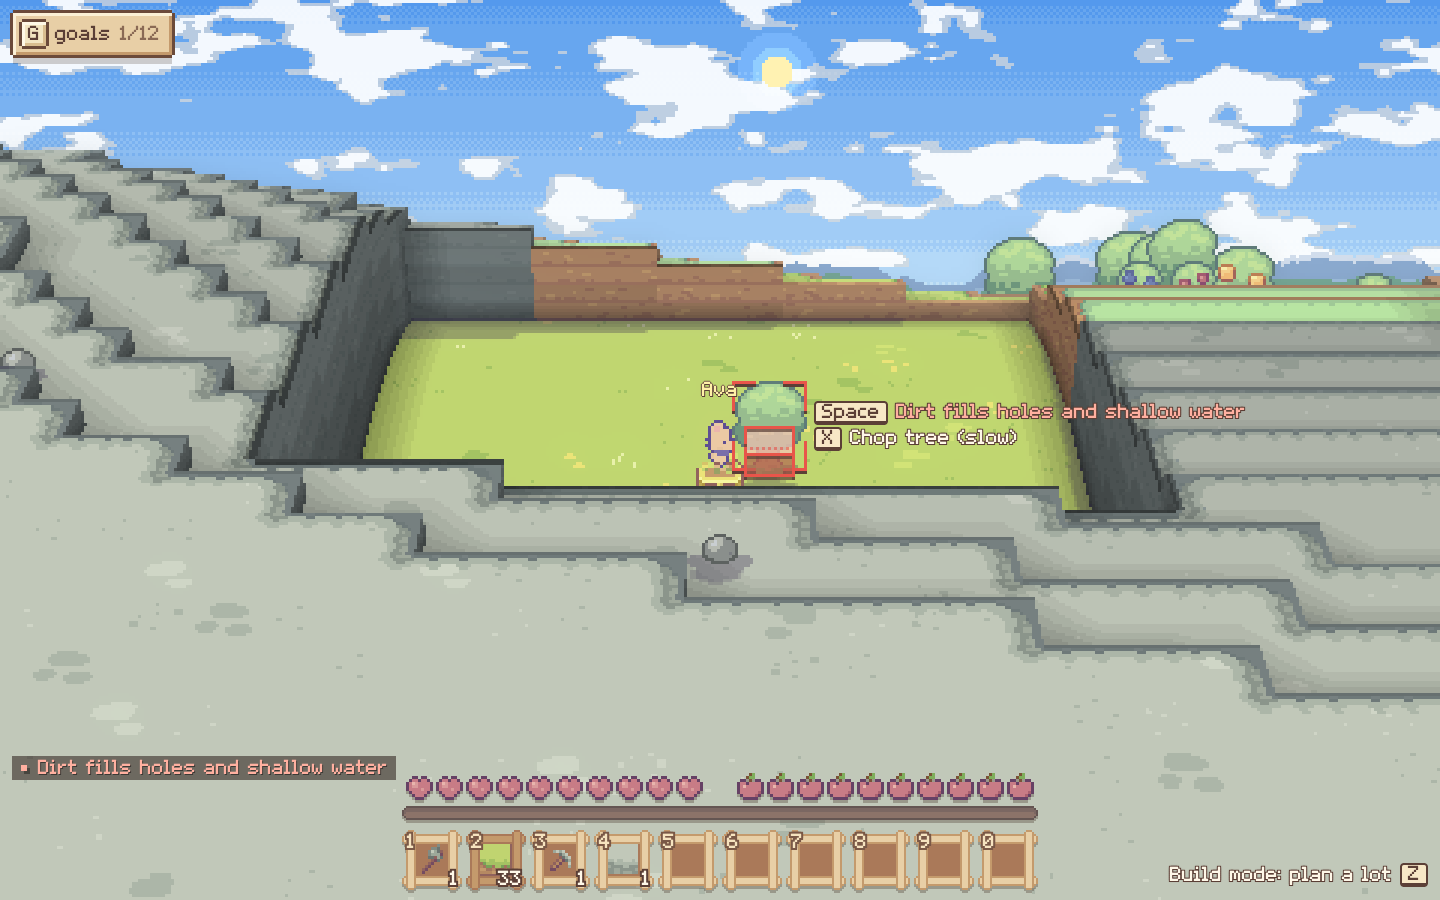 G goals 1/12
Ava
Space Dirt fills holes and shallow water
X Chop tree (slow)
▪ Dirt fills holes and shallow water
1 2 3 4 5 6 7 8 9 0
1 33 1 1
Build mode: plan a lot Z